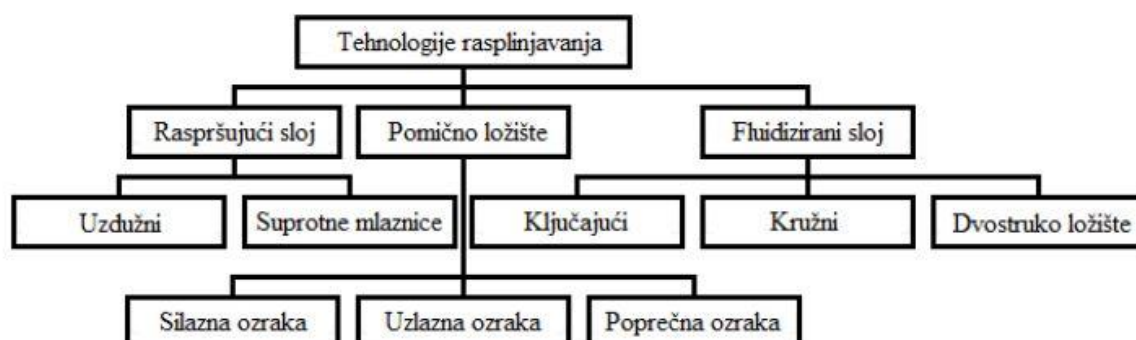 Tehnologije rasplinjavanja
Raspršujući sloj
Pomično ložište
Fluidizirani sloj
Uzdužni
Suprotne mlaznice
Ključajući
Kružni
Dvostruko ložište
Silazna ozraka
Uzlazna ozraka
Poprečna ozraka